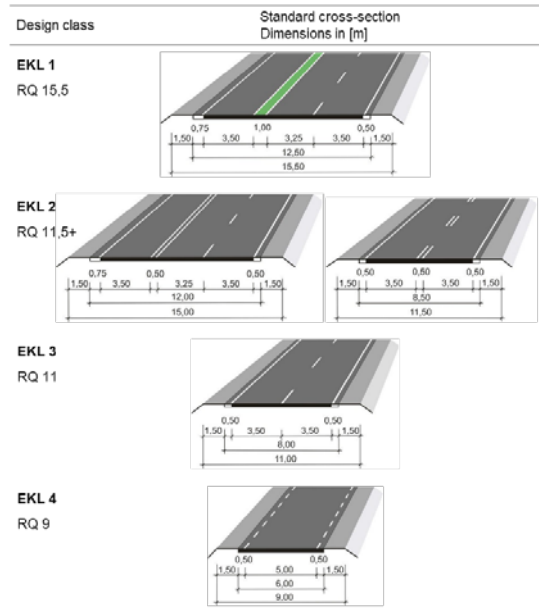 Design class
Standard cross-section
Dimensions in [m]
EKL 1
RQ 15,5
0,75 1,00 0,50
1,50 3,50 3,25 3,50 1,50
12,50
15,50
EKL 2
RQ 11,5+
0,75 0,50 0,50
1,50 3,50 3,25 3,50 1,50
12,00
15,00
0,50 0,50 0,50
1,50 3,50 3,50 1,50
8,50
11,50
EKL 3
RQ 11
0,50 0,50
1,50 3,50 3,50 1,50
8,00
11,00
EKL 4
RQ 9
0,50 0,50
1,50 5,00 1,50
6,00
9,00